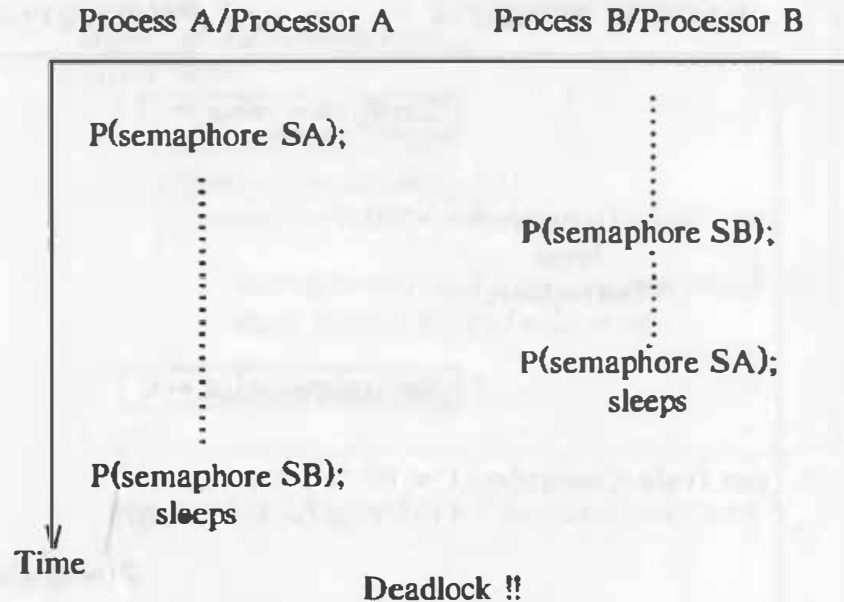 Process A/Processor A Process B/Processor B
P(semaphore SA);
P(semaphore SB);
P(semaphore SA);
sleeps
P(semaphore SB);
sleeps
Time
Deadlock !!